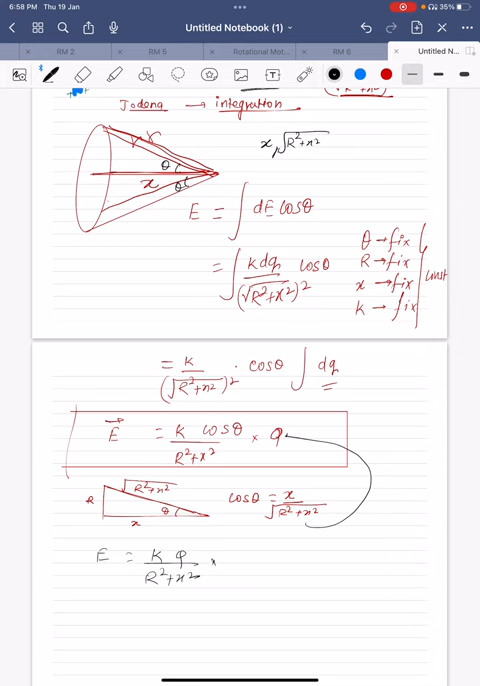 6:58 PM Thu 19 Jan
35%
Untitled Notebook (1)
RM 2
RM 5
Rotational Mot...
RM 6
Untitled N...
Jodena → integration
r r
θ
x
θ
x, √R²+x²
E = ∫ dE cosθ
= ∫ K dq / (√R²+x²)² cosθ
θ → fix
R → fix
x → fix
K → fix
const
= K / (√R²+x²)² . cosθ ∫ dq
E⃗ = K cosθ / R²+x² × Q
R
√R²+x²
θ
x
cosθ = x / √R²+x²
E = K Q / R²+x² ×